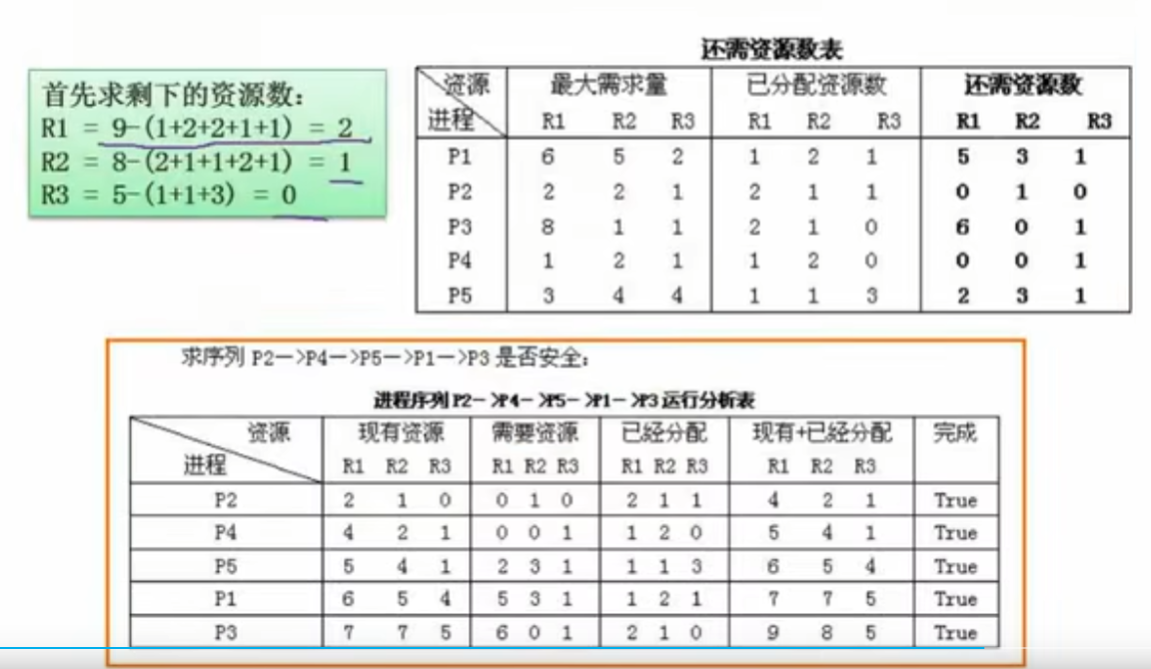 首先求剩下的资源数：
R1 = 9-(1+2+2+1+1) = 2
R2 = 8-(2+1+1+2+1) = 1
R3 = 5-(1+1+3) = 0
还需资源数表
资源 最大需求量 已分配资源数 还需资源数
进程 R1 R2 R3 R1 R2 R3 R1 R2 R3
P1 6 5 2 1 2 1 5 3 1
P2 2 2 1 2 1 1 0 1 0
P3 8 1 1 2 1 0 6 0 1
P4 1 2 1 1 2 0 0 0 1
P5 3 4 4 1 1 3 2 3 1
求序列 P2—>P4—>P5—>P1—>P3 是否安全：
进程序列 P2—>P4—>P5—>P1—>P3 运行分析表
资源 现有资源 需要资源 已经分配 现有+已经分配 完成
进程 R1 R2 R3 R1 R2 R3 R1 R2 R3 R1 R2 R3
P2 2 1 0 0 1 0 2 1 1 4 2 1 True
P4 4 2 1 0 0 1 1 2 0 5 4 1 True
P5 5 4 1 2 3 1 1 1 3 6 5 4 True
P1 6 5 4 5 3 1 1 2 1 7 7 5 True
P3 7 7 5 6 0 1 2 1 0 9 8 5 True